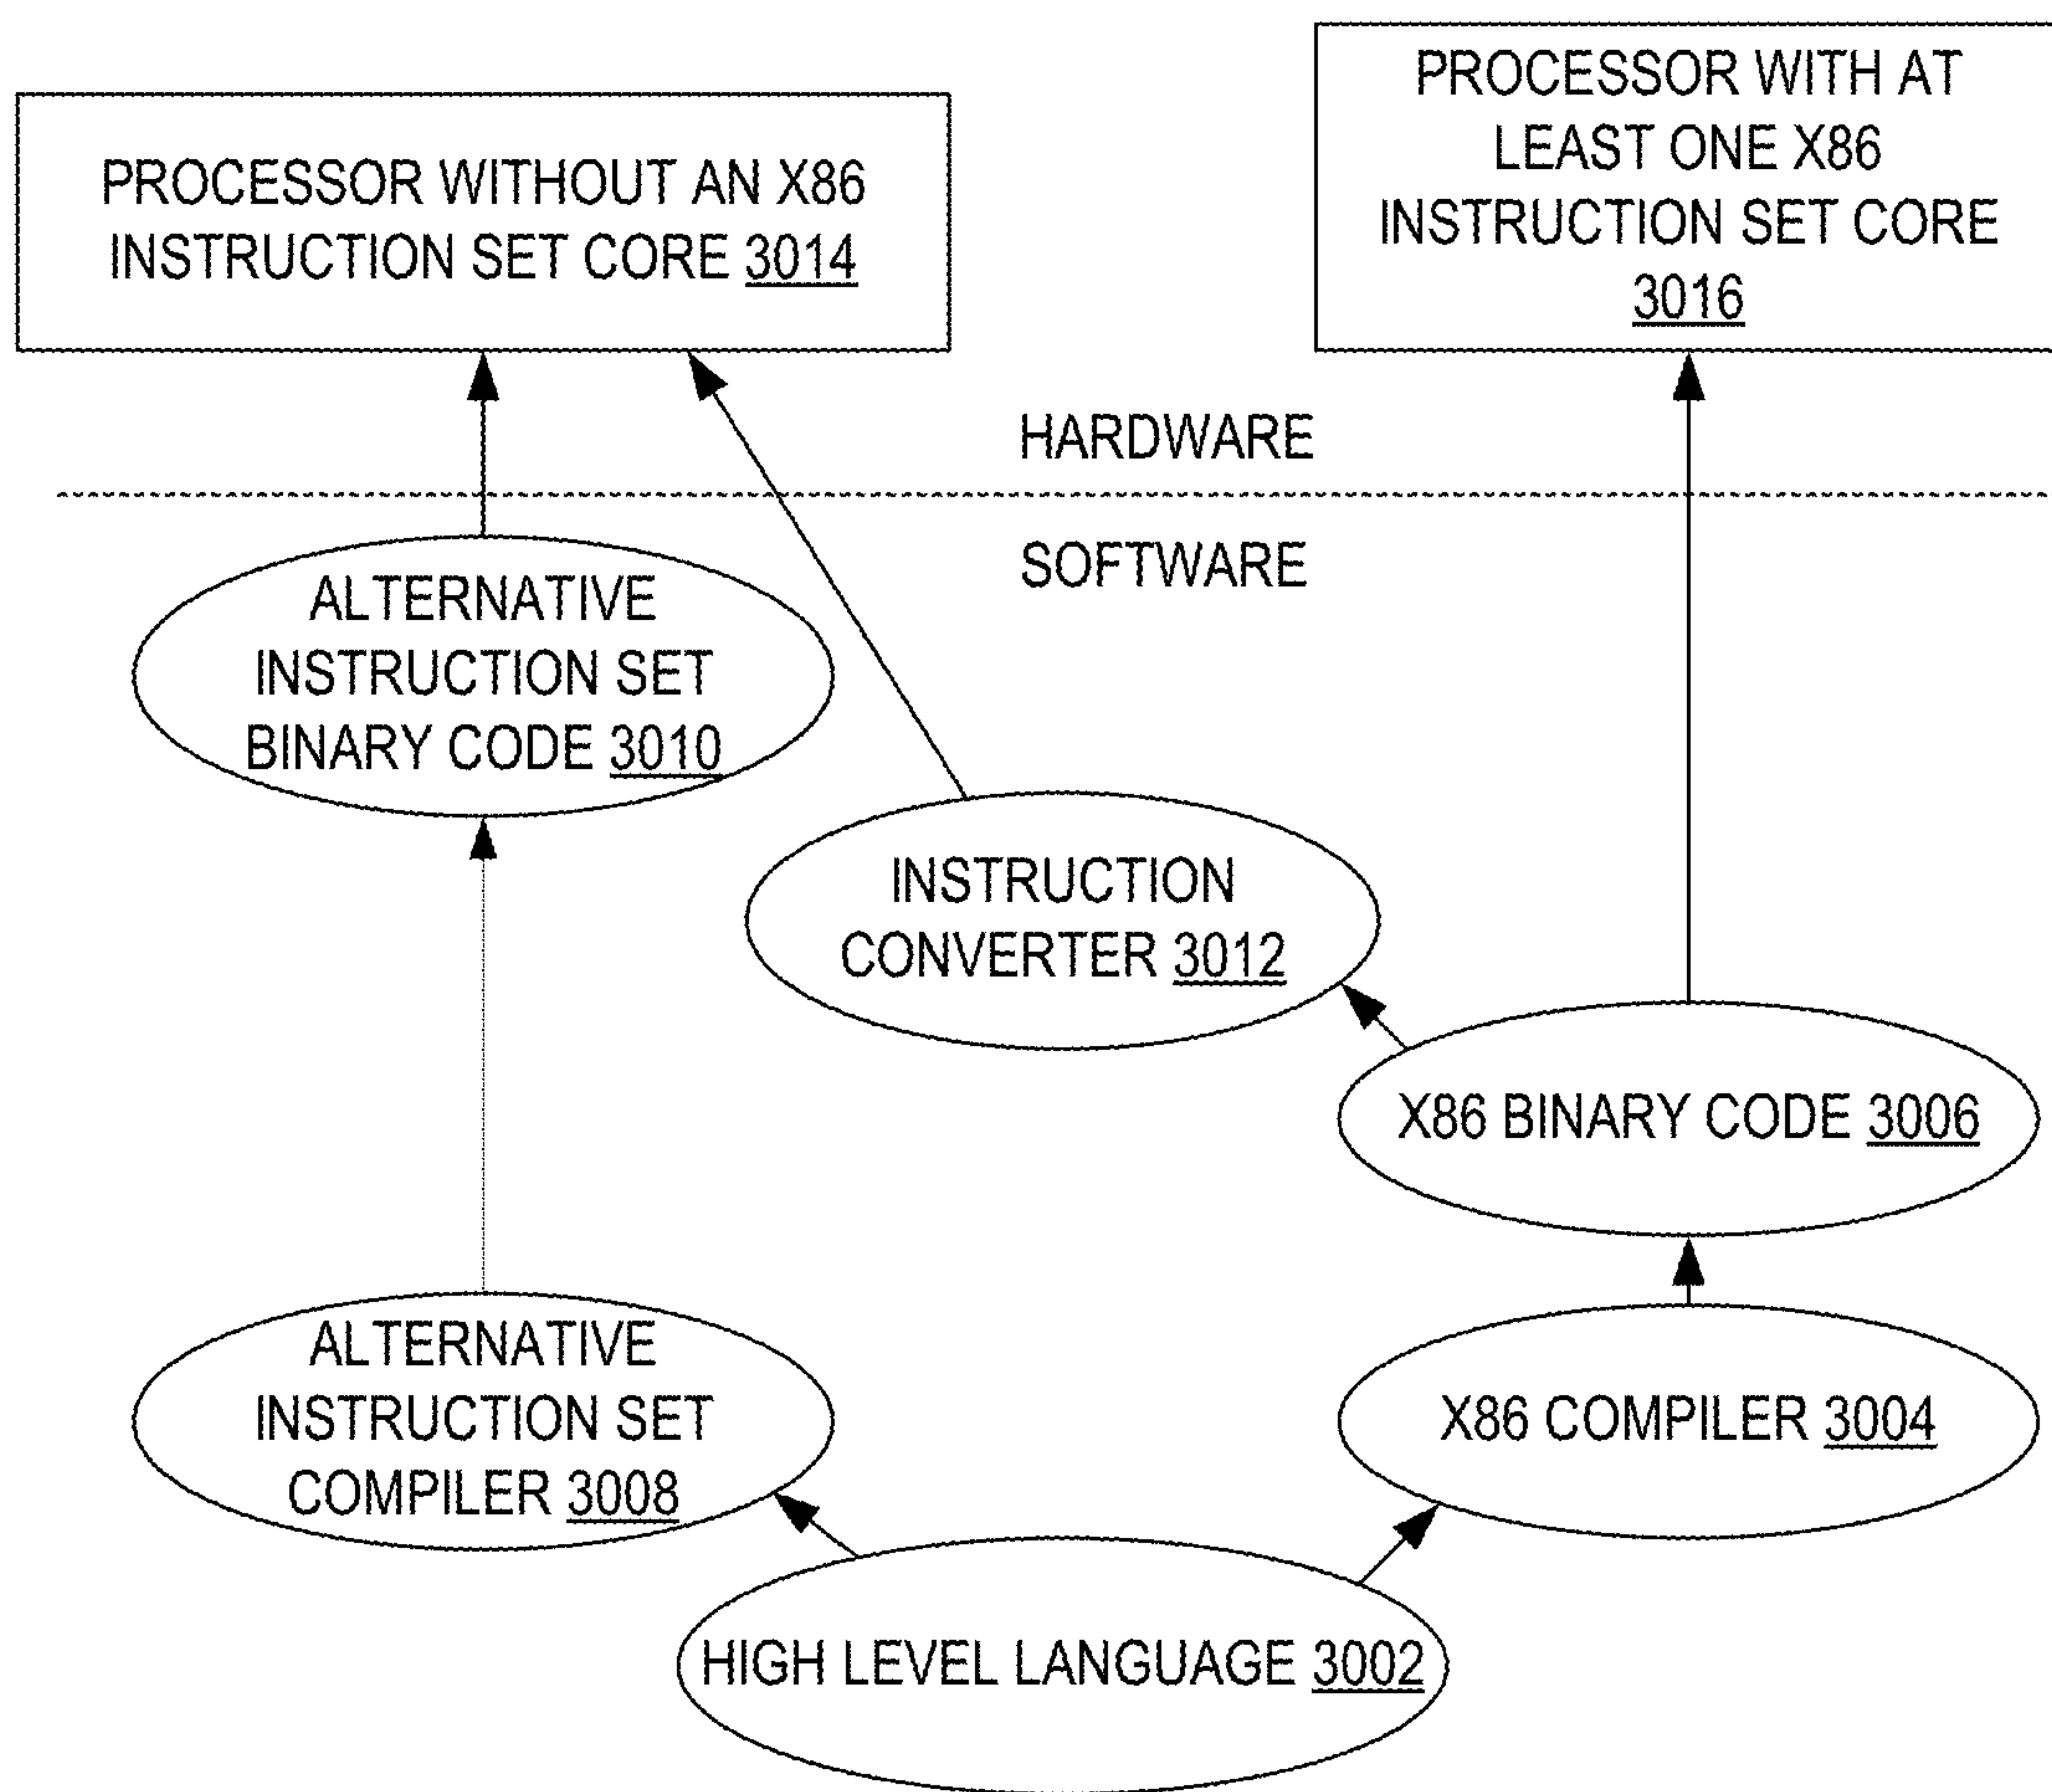 PROCESSOR WITHOUT AN X86
INSTRUCTION SET CORE 3014
PROCESSOR WITH AT
LEAST ONE X86
INSTRUCTION SET CORE
3016
HARDWARE
SOFTWARE
ALTERNATIVE
INSTRUCTION SET
BINARY CODE 3010
INSTRUCTION
CONVERTER 3012
X86 BINARY CODE 3006
ALTERNATIVE
INSTRUCTION SET
COMPILER 3008
X86 COMPILER 3004
HIGH LEVEL LANGUAGE 3002